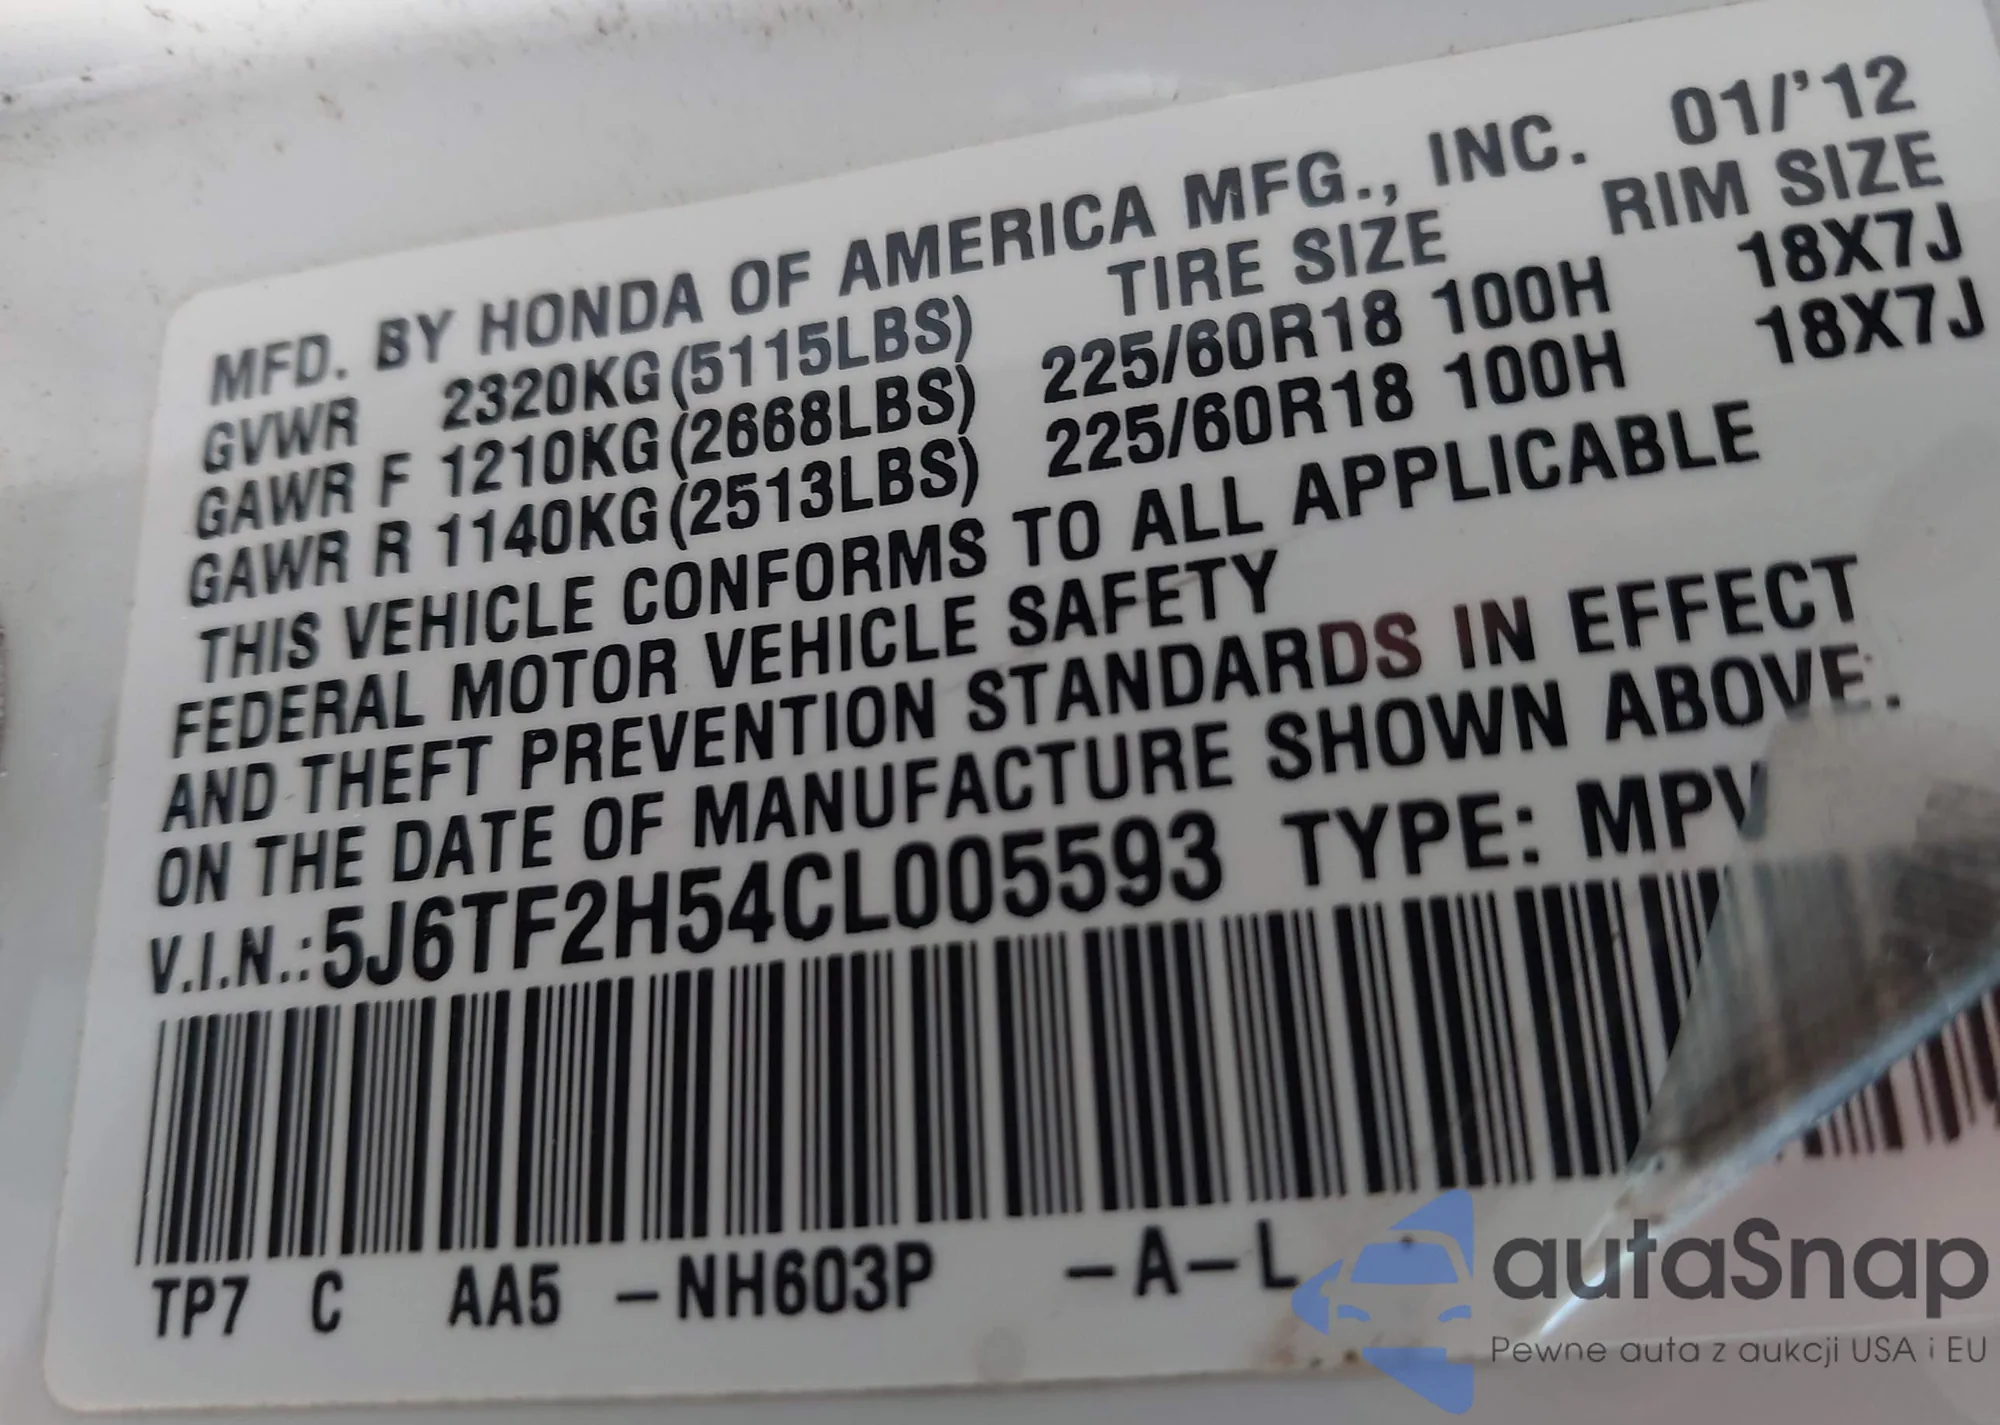 MFD. BY HONDA OF AMERICA MFG., INC. 01/'12
TIRE SIZE RIM SIZE
GVWR 2320KG(5115LBS)
GAWR F 1210KG(2668LBS) 225/60R18 100H 18X7J
GAWR R 1140KG(2513LBS) 225/60R18 100H 18X7J
THIS VEHICLE CONFORMS TO ALL APPLICABLE
FEDERAL MOTOR VEHICLE SAFETY
AND THEFT PREVENTION STANDARDS IN EFFECT
ON THE DATE OF MANUFACTURE SHOWN ABOVE.
V.I.N.:5J6TF2H54CL005593 TYPE: MPV
TP7 C AA5 -NH603P -A-L
autaSnap
Pewne auta z aukcji USA i EU